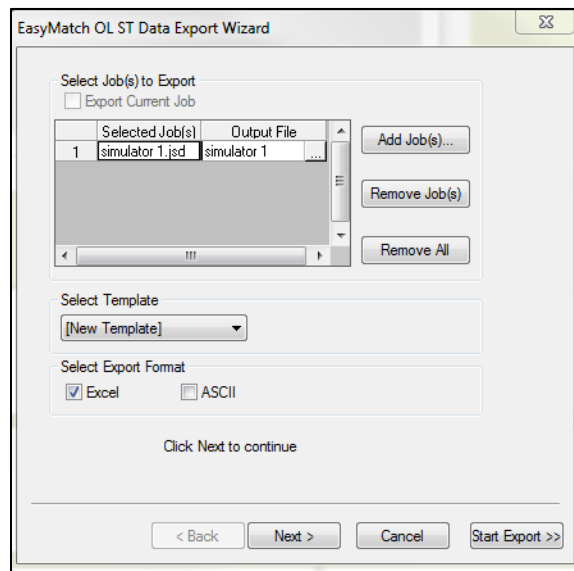 EasyMatch OL ST Data Export Wizard
Select Job(s) to Export
Export Current Job
Selected Job(s) Output File
1 simulator 1.jsd simulator 1 ...
Add Job(s)...
Remove Job(s)
Remove All
Select Template
[New Template]
Select Export Format
Excel ASCII
Click Next to continue
< Back Next > Cancel Start Export >>